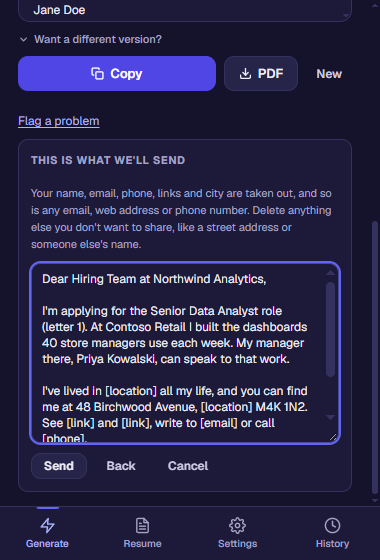 Jane Doe
Want a different version?
Copy
PDF
New
Flag a problem
THIS IS WHAT WE'LL SEND
Your name, email, phone, links and city are taken out, and so
is any email, web address or phone number. Delete anything
else you don't want to share, like a street address or
someone else's name.
Dear Hiring Team at Northwind Analytics,
I'm applying for the Senior Data Analyst role
(letter 1). At Contoso Retail I built the dashboards
40 store managers use each week. My manager
there, Priya Kowalski, can speak to that work.
I've lived in [location] all my life, and you can find
me at 48 Birchwood Avenue, [location] M4K 1N2.
See [link] and [link], write to [email] or call
[phone].
Send
Back
Cancel
Generate
Resume
Settings
History